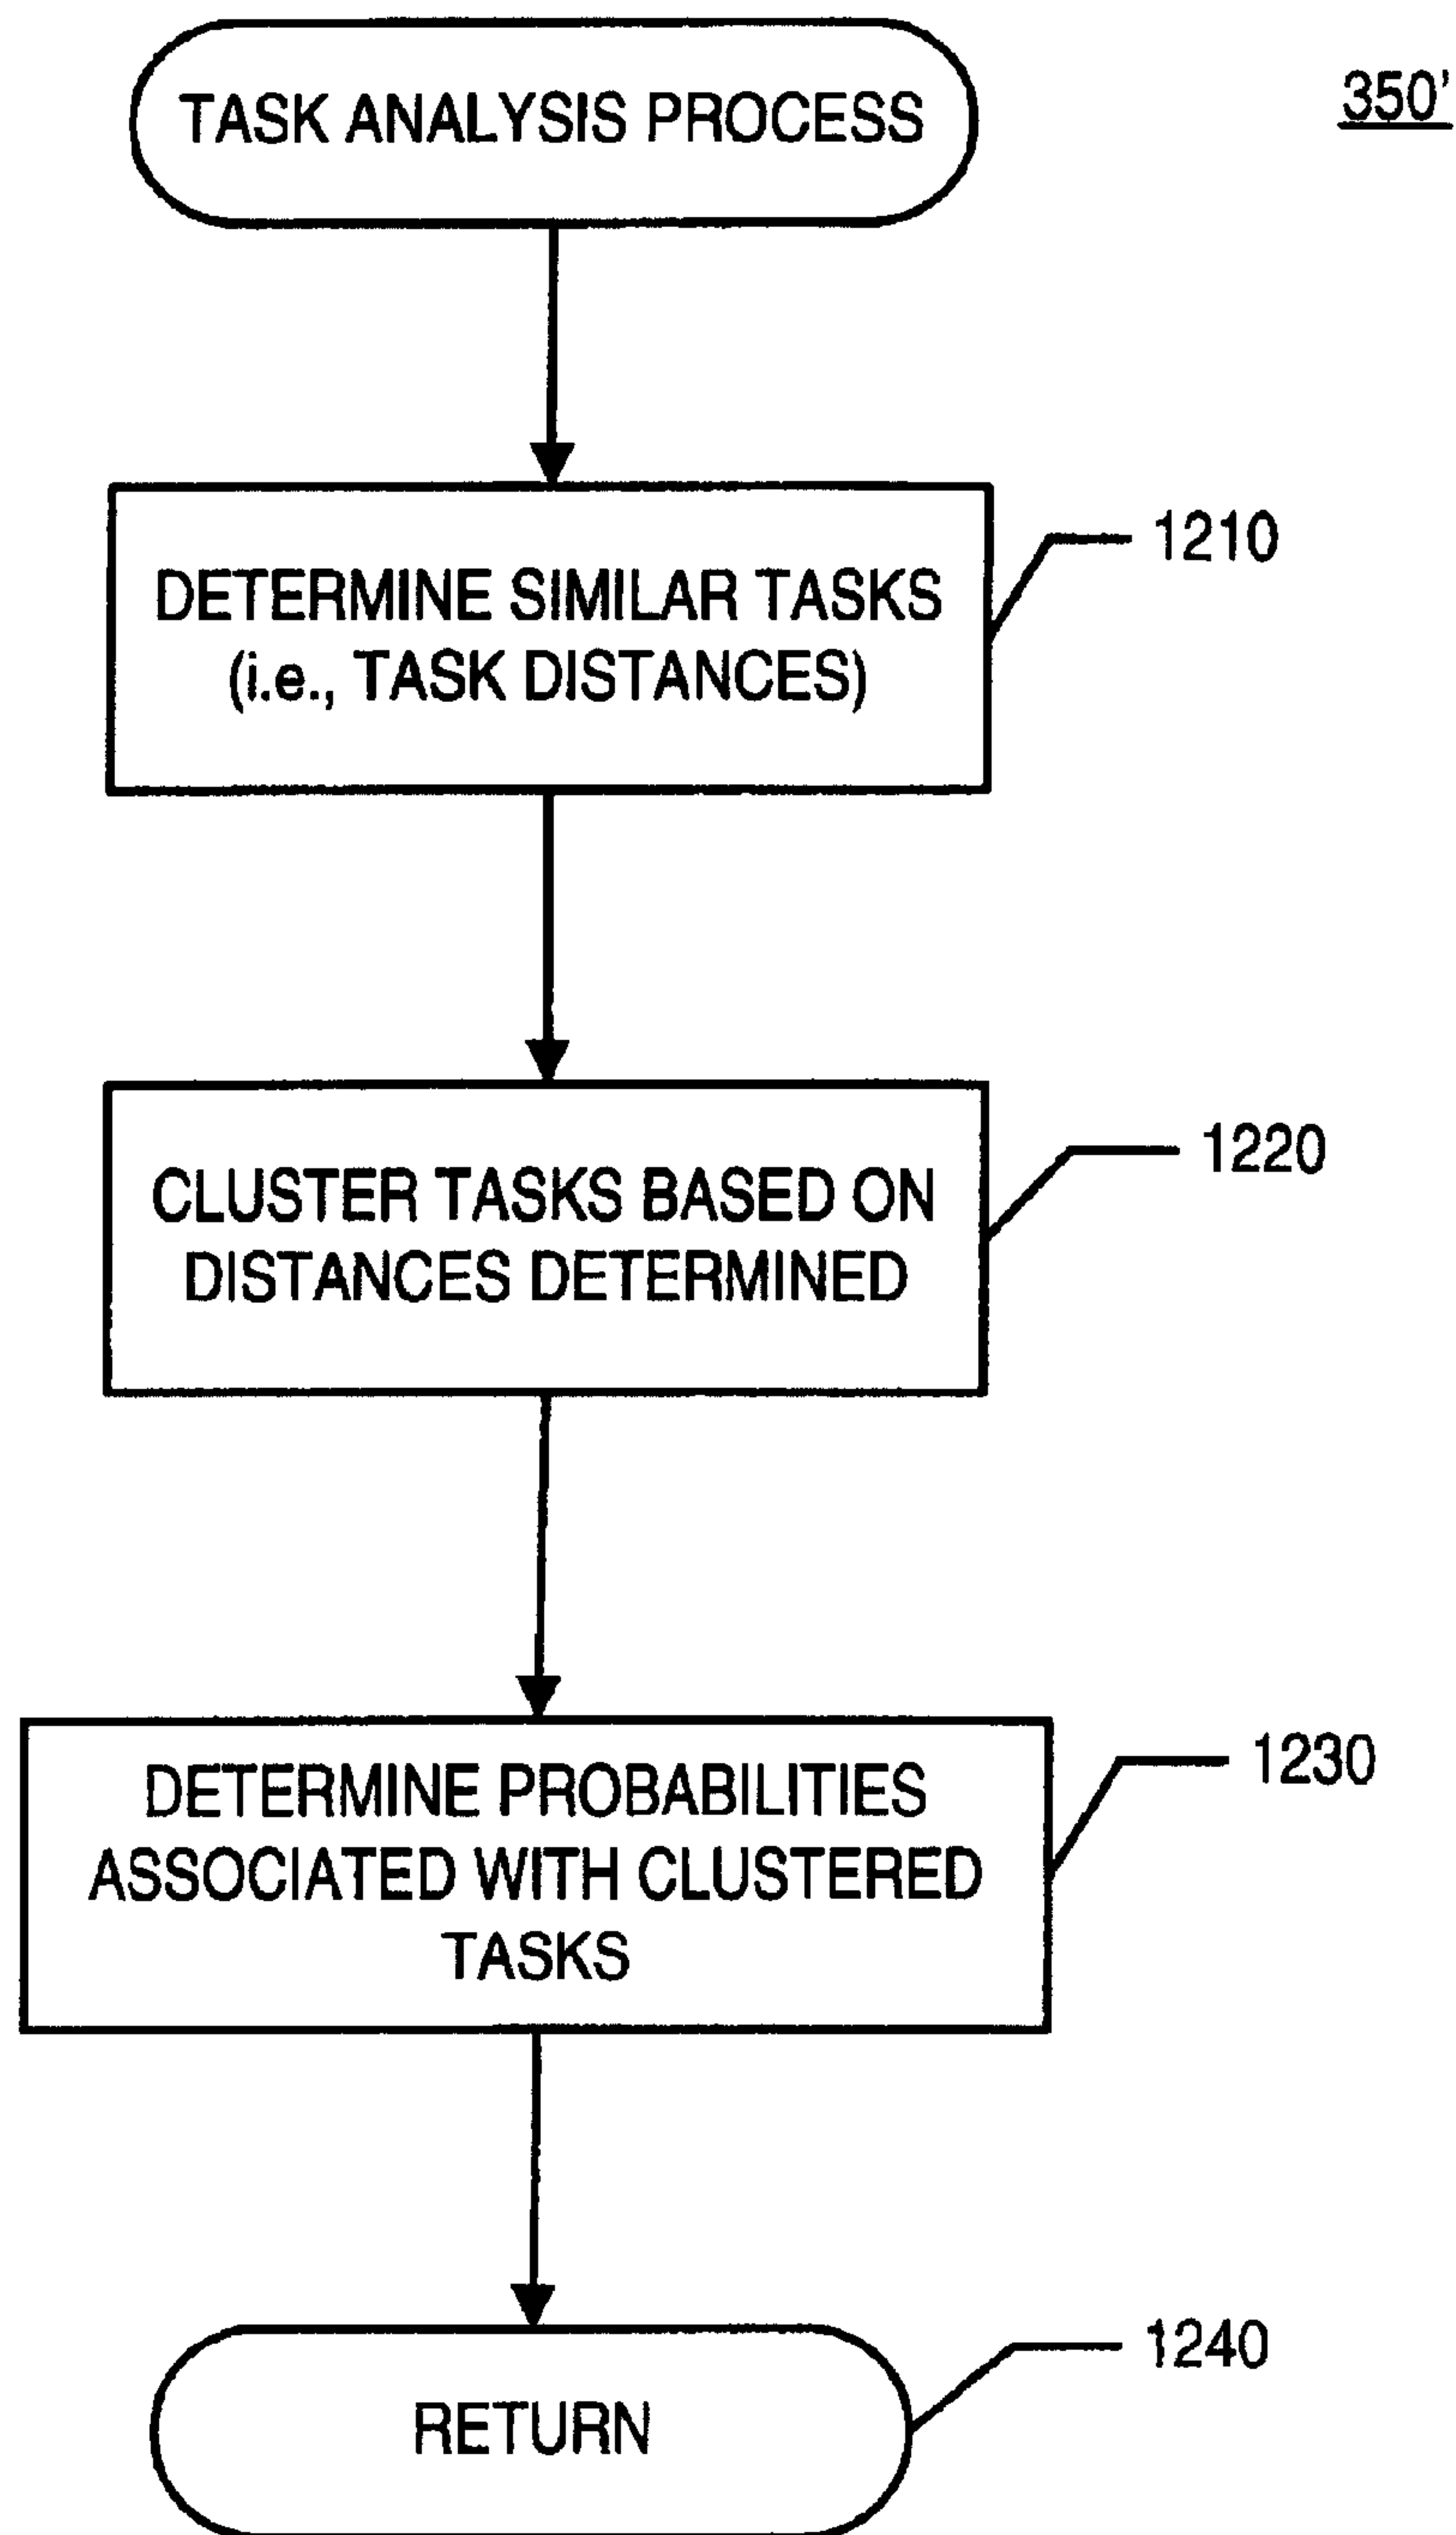 TASK ANALYSIS PROCESS
350'
DETERMINE SIMILAR TASKS
(i.e., TASK DISTANCES)
1210
CLUSTER TASKS BASED ON
DISTANCES DETERMINED
1220
DETERMINE PROBABILITIES
ASSOCIATED WITH CLUSTERED
TASKS
1230
RETURN
1240